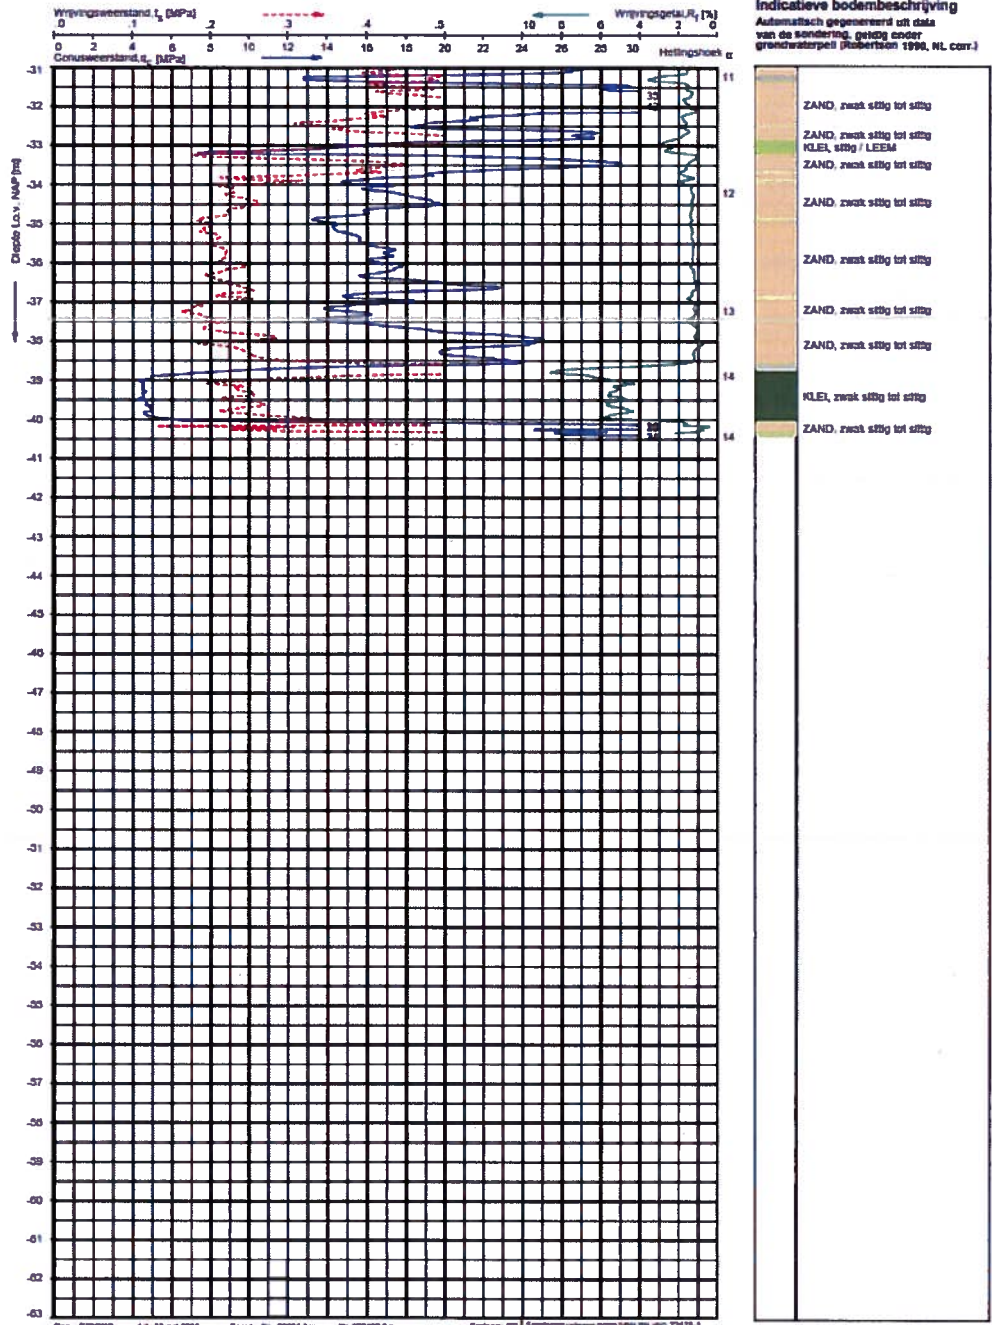 Wrijvingsweerstand, fs [MPa]
Wrijvingsgetal, Rf [%]
0 .1 .2 .3 .4 .5 10 8 6 4 2 0
0 2 4 6 8 10 12 14 16 18 20 22 24 26 28 30
Conusweerstand, qc [MPa]
Hellingshoek α
Indicatieve bodembeschrijving
Automatisch gegenereerd uit data
van de sondering, geldig onder
grondwaterpeil (Robertson 1990, NL corr.)
Diepte t.o.v. NAP [m]
-31
-32
-33
-34
-35
-36
-37
-38
-39
-40
-41
-42
-43
-44
-45
-46
-47
-48
-49
-50
-51
-52
-53
-54
-55
-56
-57
-58
-59
-60
-61
-62
-63
35
11
12
13
14
14
ZAND, zwak siltig tot siltig
ZAND, zwak siltig tot siltig
KLEI, siltig / LEEM
ZAND, zwak siltig tot siltig
ZAND, zwak siltig tot siltig
ZAND, zwak siltig tot siltig
ZAND, zwak siltig tot siltig
ZAND, zwak siltig tot siltig
KLEI, zwak siltig tot siltig
ZAND, zwak siltig tot siltig